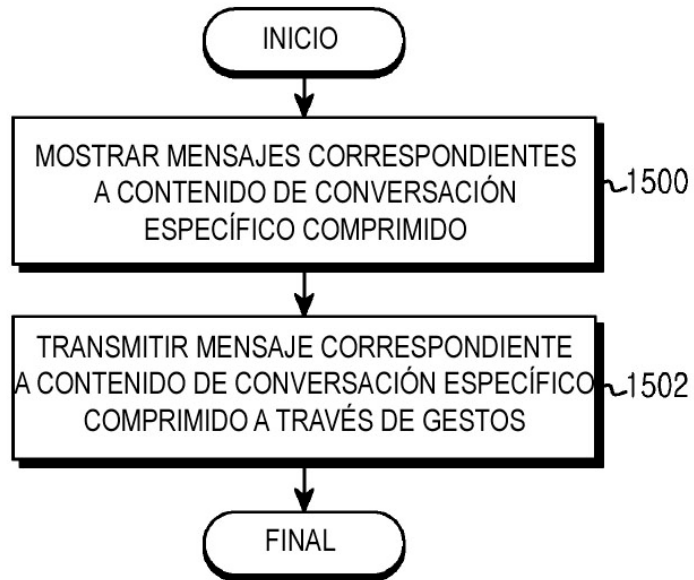 INICIO
MOSTRAR MENSAJES CORRESPONDIENTES
A CONTENIDO DE CONVERSACIÓN
ESPECÍFICO COMPRIMIDO
1500
TRANSMITIR MENSAJE CORRESPONDIENTE
A CONTENIDO DE CONVERSACIÓN ESPECÍFICO
COMPRIMIDO A TRAVÉS DE GESTOS
1502
FINAL